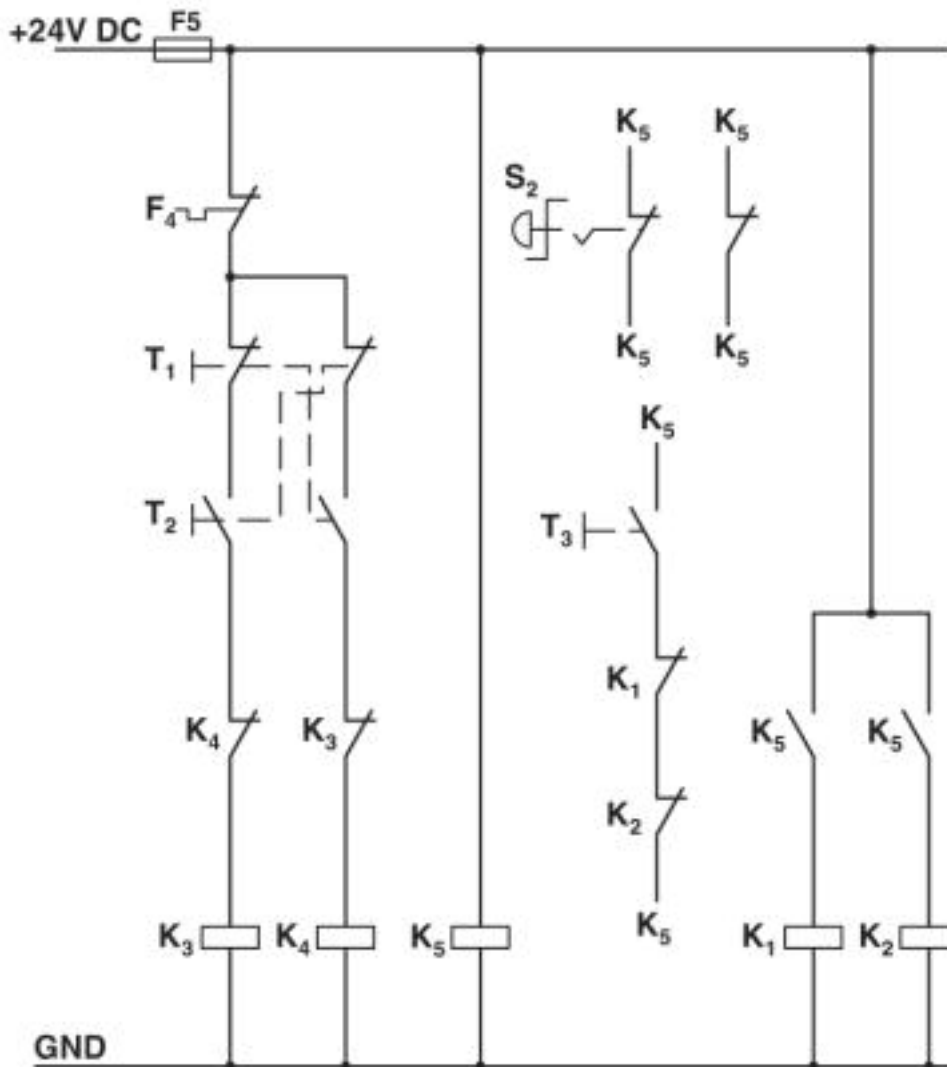 +24V DC F5
K₅ K₅
S₂
F₄
K₅ K₅
T₁
K₅
T₂
T₃
K₁
K₄ K₃ K₅ K₅
K₂
K₅
K₃ K₄ K₅ K₁ K₂
GND